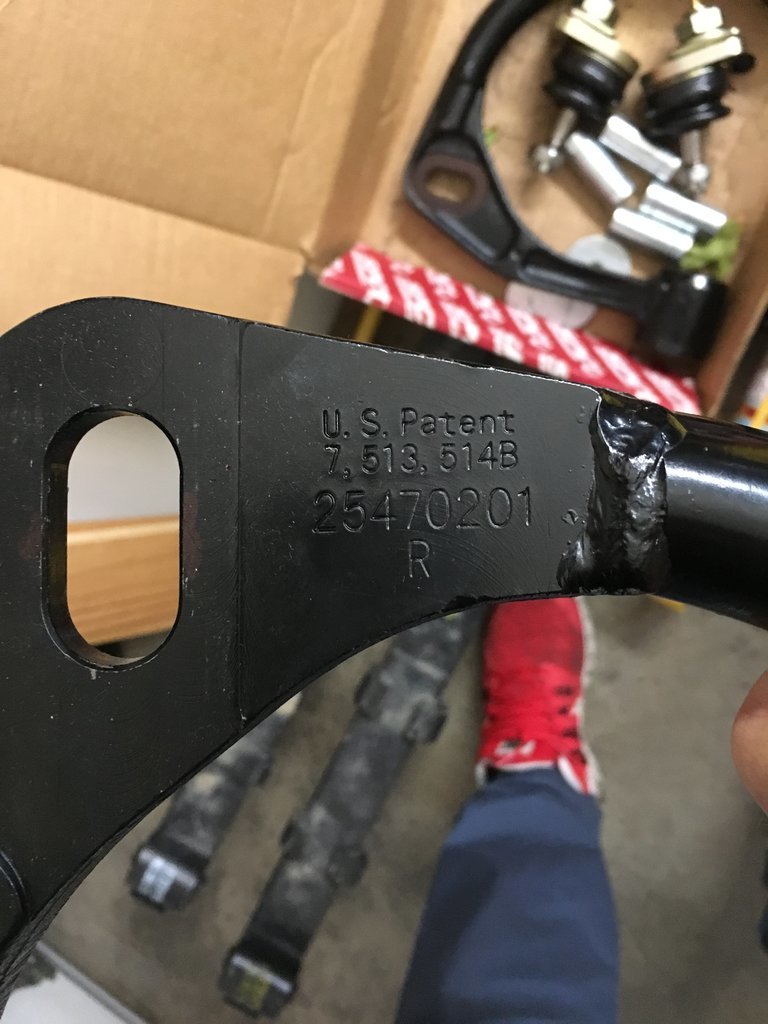 U. S. Patent
7, 513, 514B
25470201
R